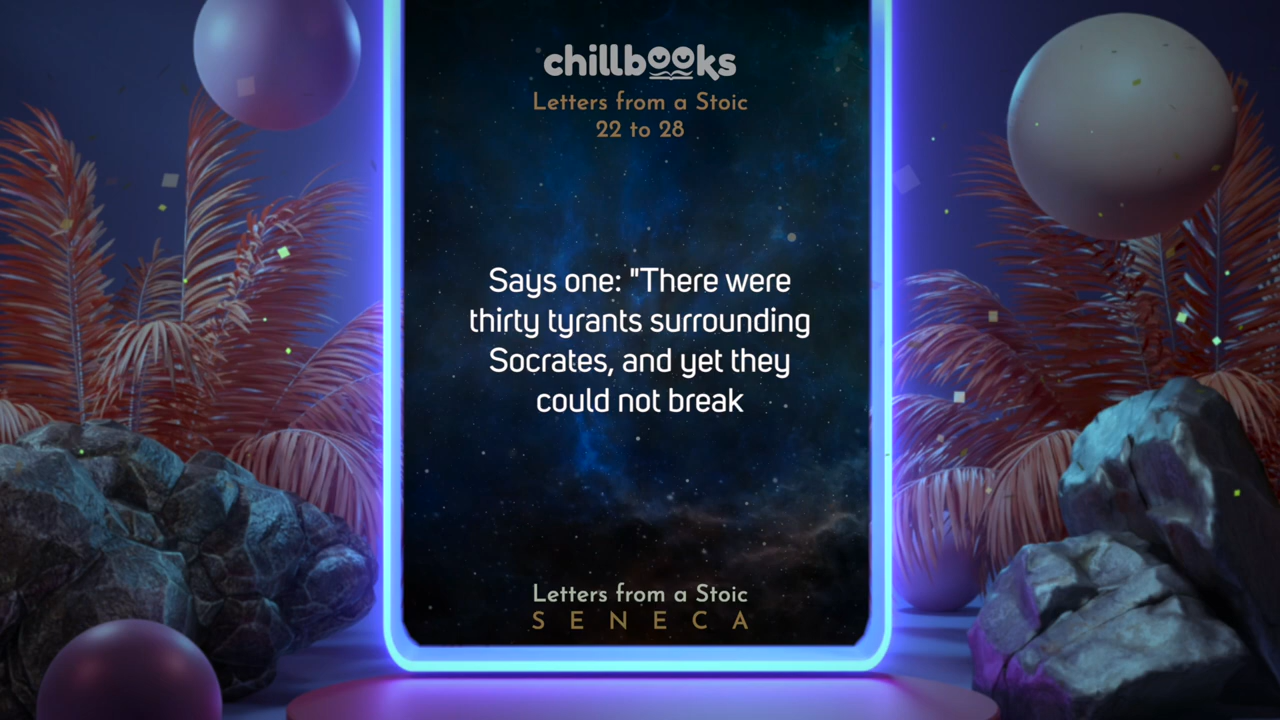 chillbooks
Letters from a Stoic
22 to 28
Says one: "There were
thirty tyrants surrounding
Socrates, and yet they
could not break
Letters from a Stoic
SENECA